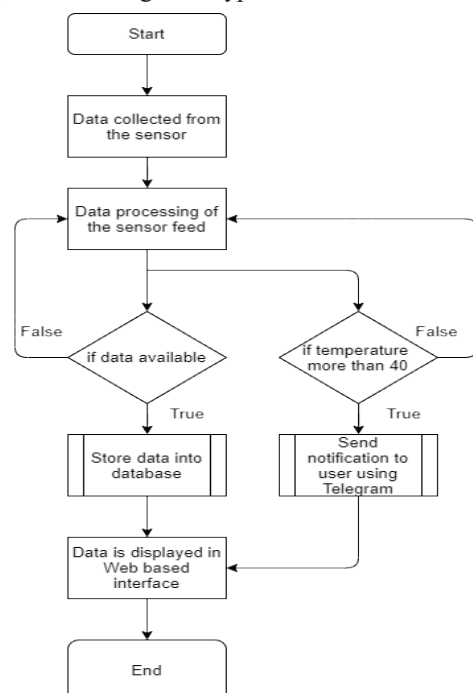 Start
Data collected from
the sensor
Data processing of
the sensor feed
False
if data available
if temperature
more than 40
False
True
True
Store data into
database
Send
notification to
user using
Telegram
Data is displayed in
Web based
interface
End